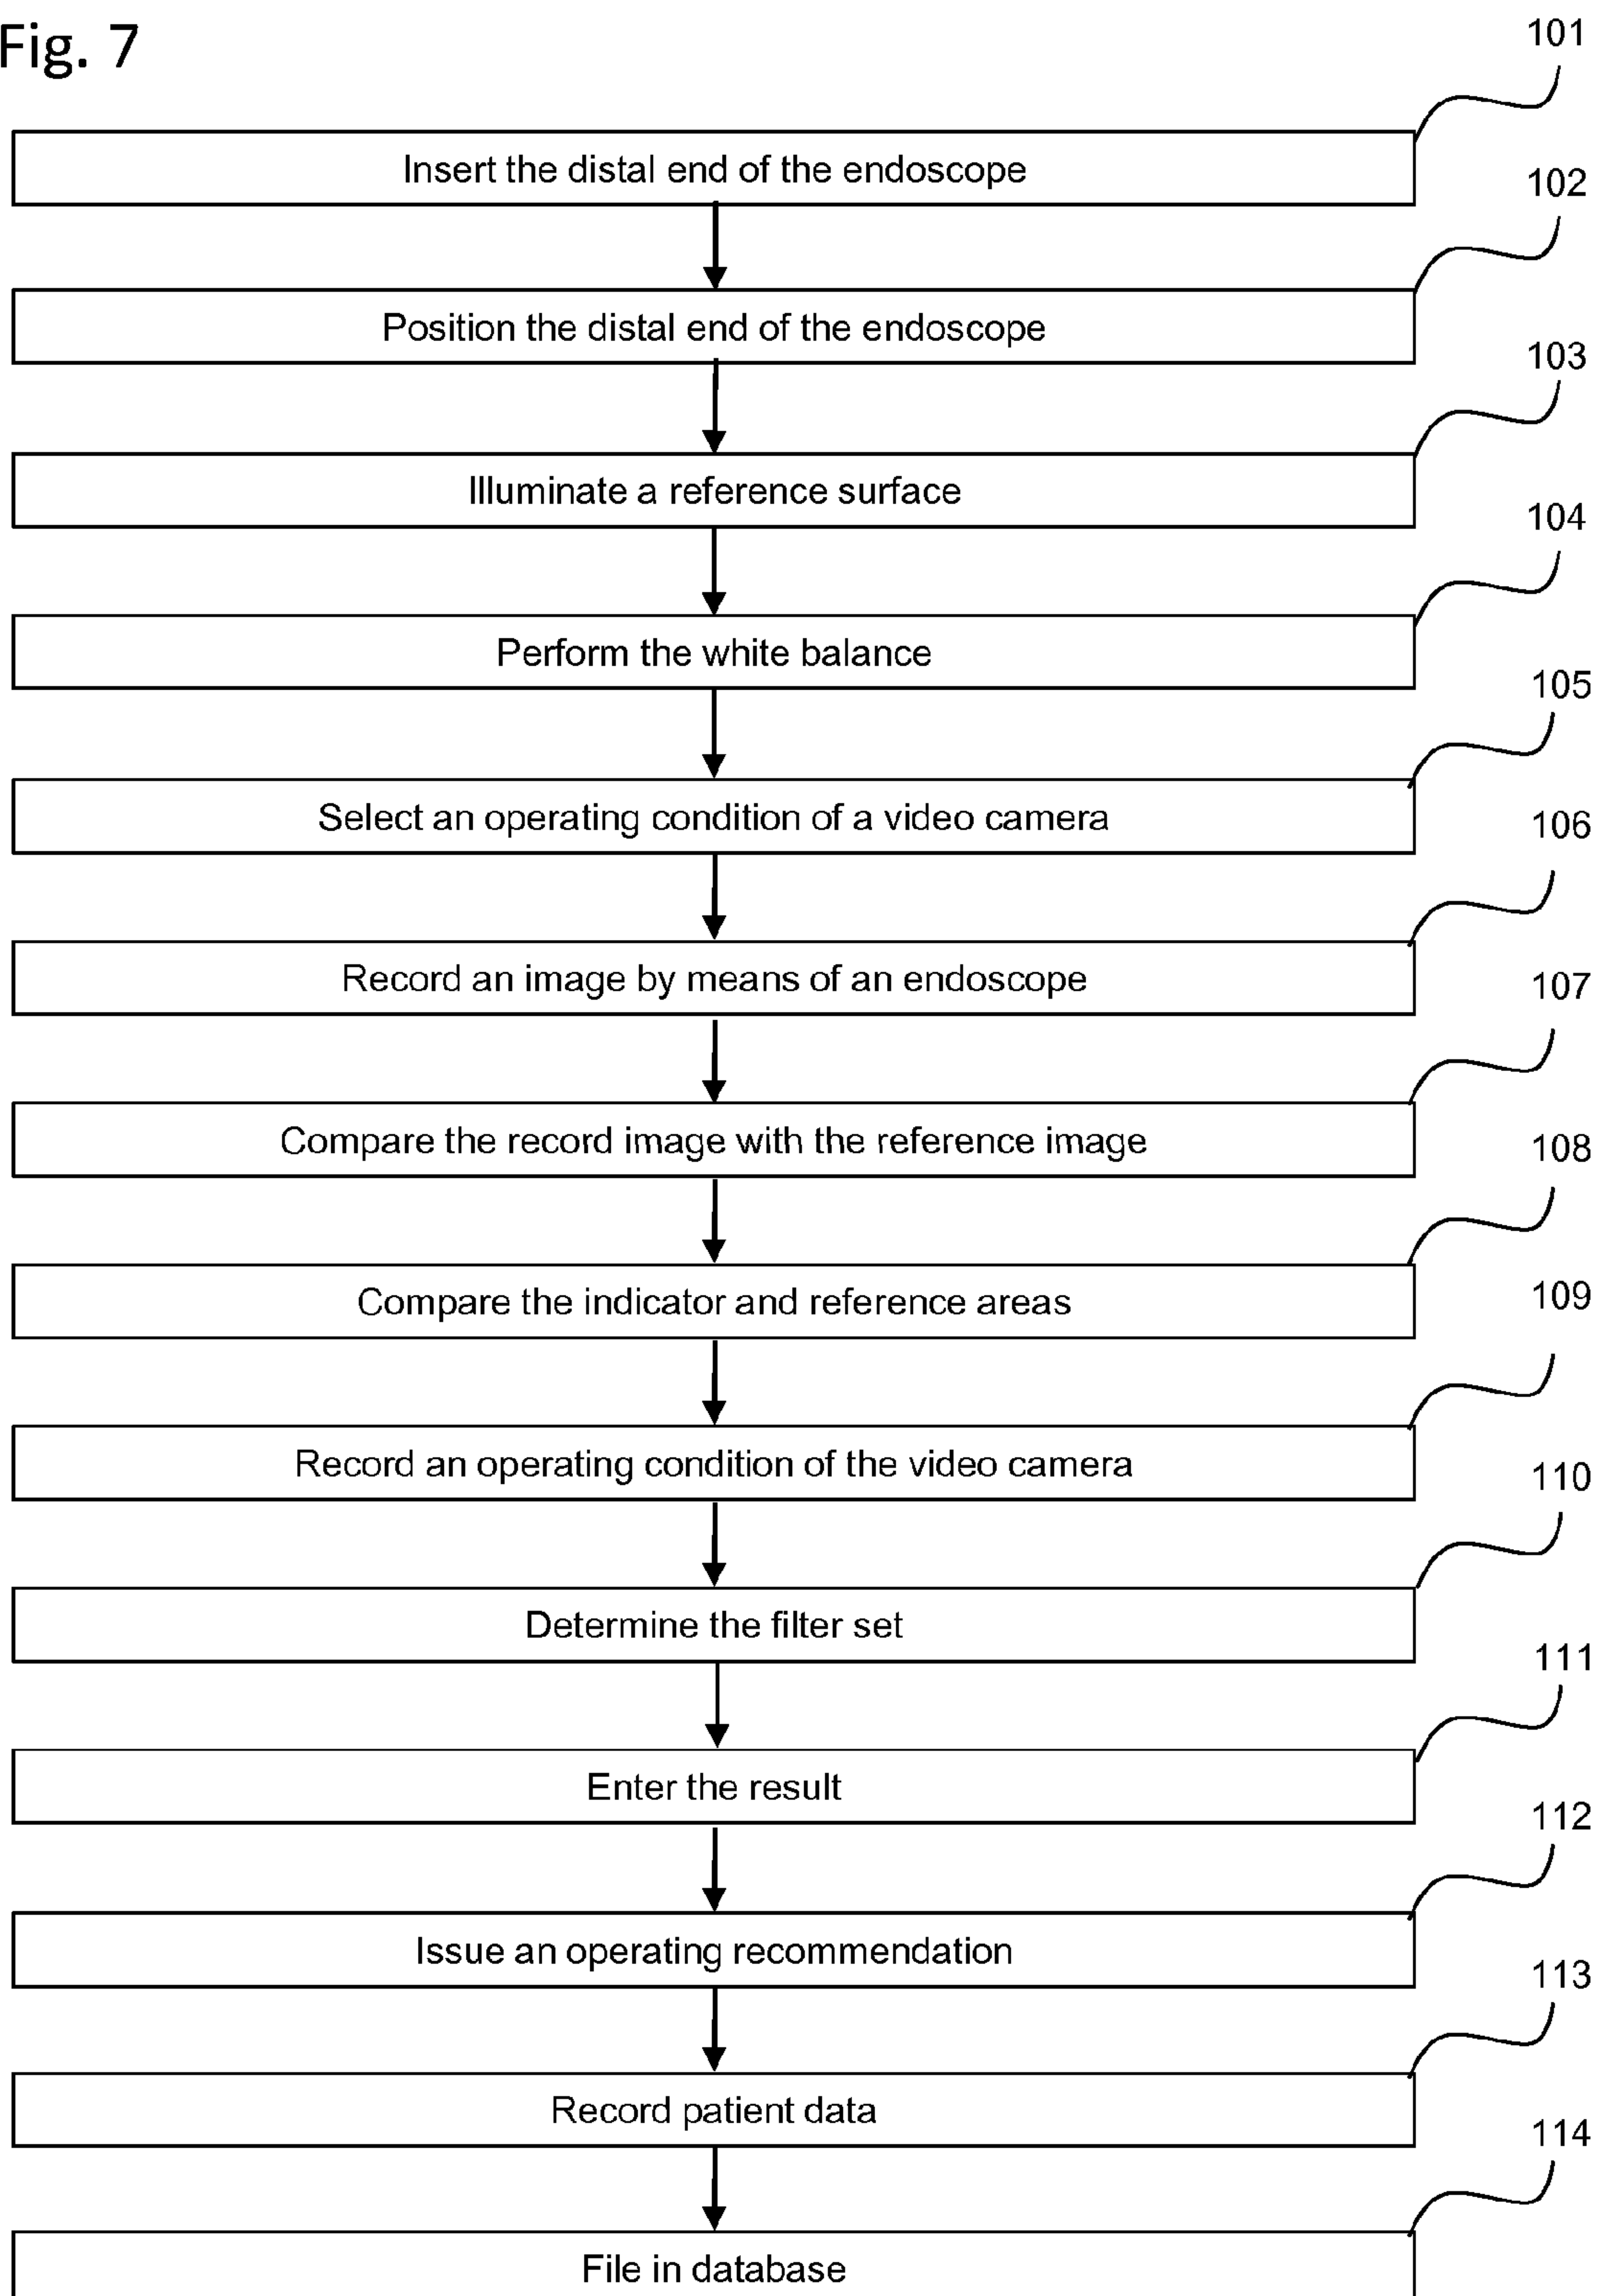 Fig. 7
101
Insert the distal end of the endoscope
102
Position the distal end of the endoscope
103
Illuminate a reference surface
104
Perform the white balance
105
Select an operating condition of a video camera
106
Record an image by means of an endoscope
107
Compare the record image with the reference image
108
Compare the indicator and reference areas
109
Record an operating condition of the video camera
110
Determine the filter set
111
Enter the result
112
Issue an operating recommendation
113
Record patient data
114
File in database